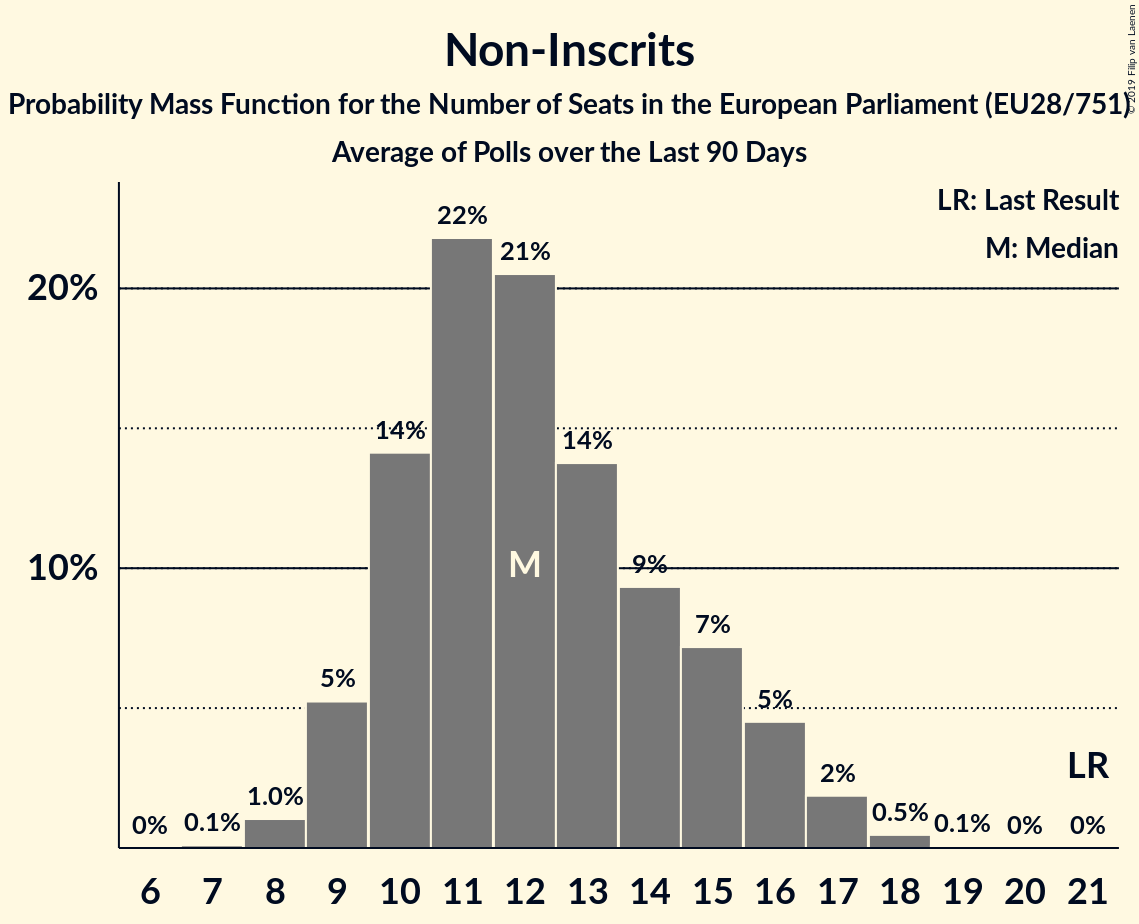 Non-Inscrits
Probability Mass Function for the Number of Seats in the European Parliament (EU28/751)
Average of Polls over the Last 90 Days
© 2019 Filip van Laenen
LR: Last Result
M: Median
22%
21%
20%
14%
14%
10%
M
9%
7%
5%
5%
LR
2%
1.0%
0.5%
0%
0.1%
0.1%
0%
0%
6 7 8 9 10 11 12 13 14 15 16 17 18 19 20 21